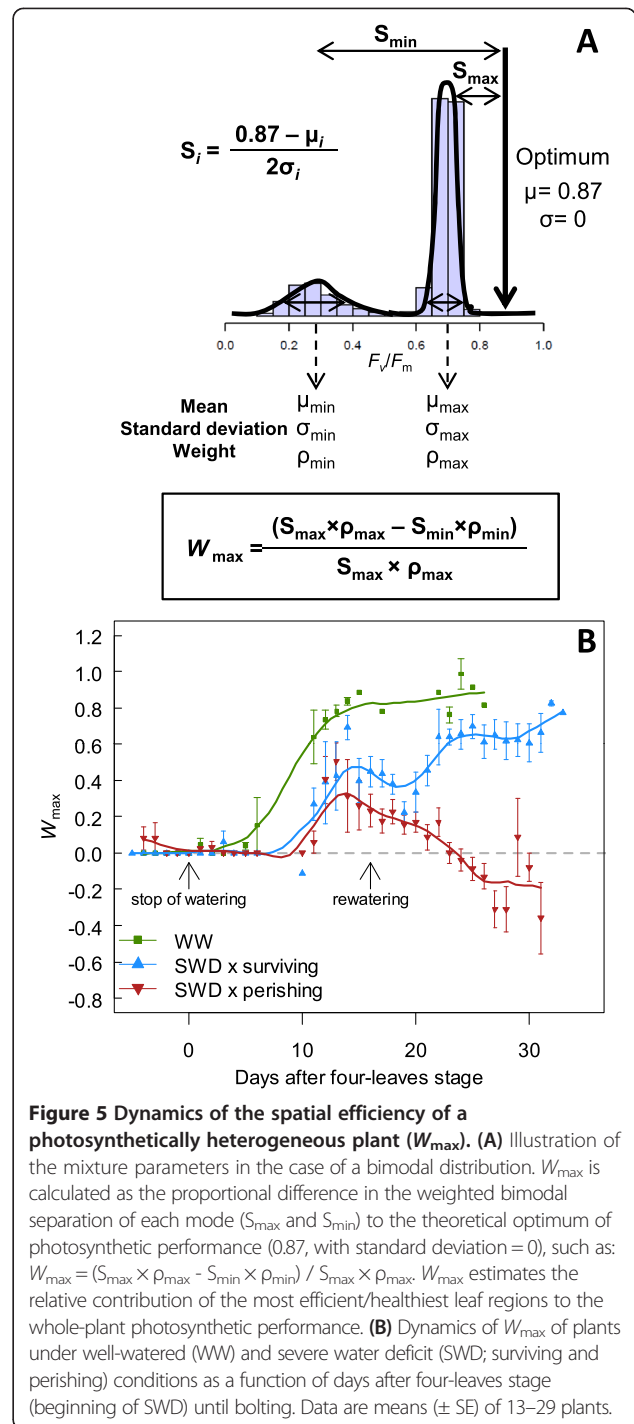 A
S_min
S_max
S_i = (0.87 – μ_i) / 2σ_i
Optimum
μ= 0.87
σ= 0
0.0 0.2 0.4 0.6 0.8 1.0
F_v/F_m
Mean μ_min μ_max
Standard deviation σ_min σ_max
Weight ρ_min ρ_max
W_max = (S_max×ρ_max – S_min×ρ_min) / S_max × ρ_max
B
1.2
1.0
0.8
0.6
0.4
0.2
0.0
-0.2
-0.4
-0.6
-0.8
W_max
stop of watering
rewatering
WW
SWD x surviving
SWD x perishing
0 10 20 30
Days after four-leaves stage
Figure 5 Dynamics of the spatial efficiency of a
photosynthetically heterogeneous plant (W_max). (A) Illustration of
the mixture parameters in the case of a bimodal distribution. W_max is
calculated as the proportional difference in the weighted bimodal
separation of each mode (S_max and S_min) to the theoretical optimum of
photosynthetic performance (0.87, with standard deviation = 0), such as:
W_max = (S_max × ρ_max - S_min × ρ_min) / S_max × ρ_max. W_max estimates the
relative contribution of the most efficient/healthiest leaf regions to the
whole-plant photosynthetic performance. (B) Dynamics of W_max of plants
under well-watered (WW) and severe water deficit (SWD; surviving and
perishing) conditions as a function of days after four-leaves stage
(beginning of SWD) until bolting. Data are means (± SE) of 13–29 plants.